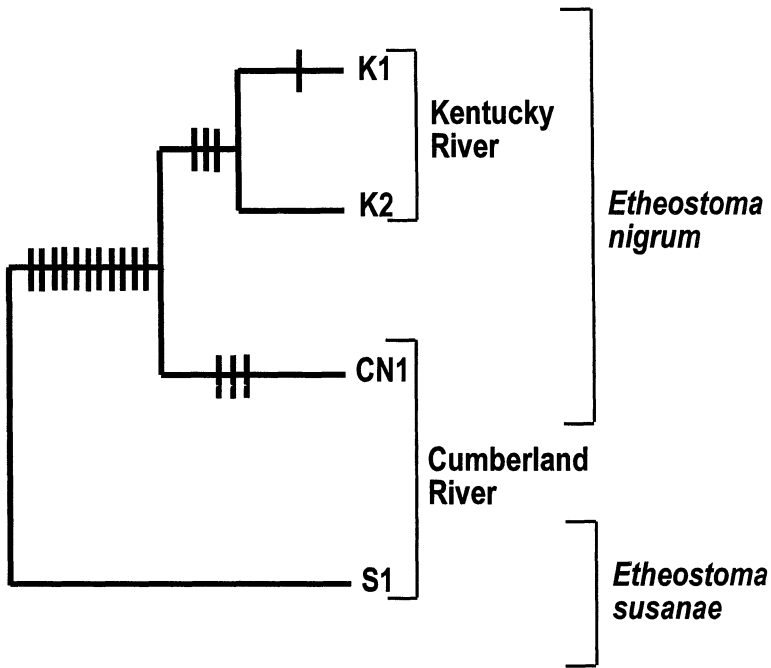 K1
Kentucky
River
K2
Etheostoma
nigrum
CN1
Cumberland
River
S1
Etheostoma
susanae